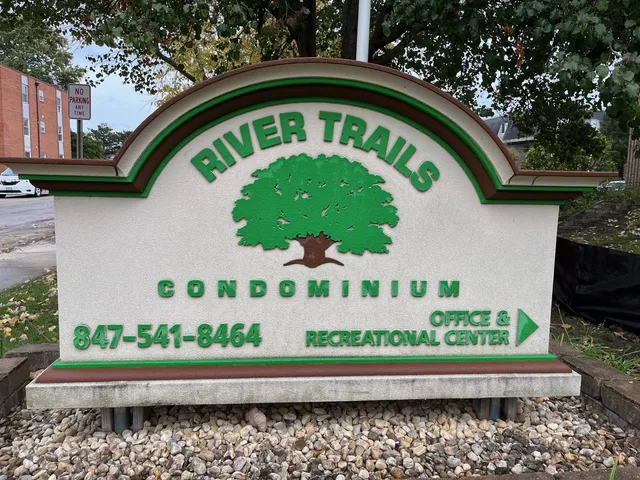 NO
PARKING
ANY
TIME
RIVER TRAILS
CONDOMINIUM
847-541-8464
OFFICE &
RECREATIONAL CENTER